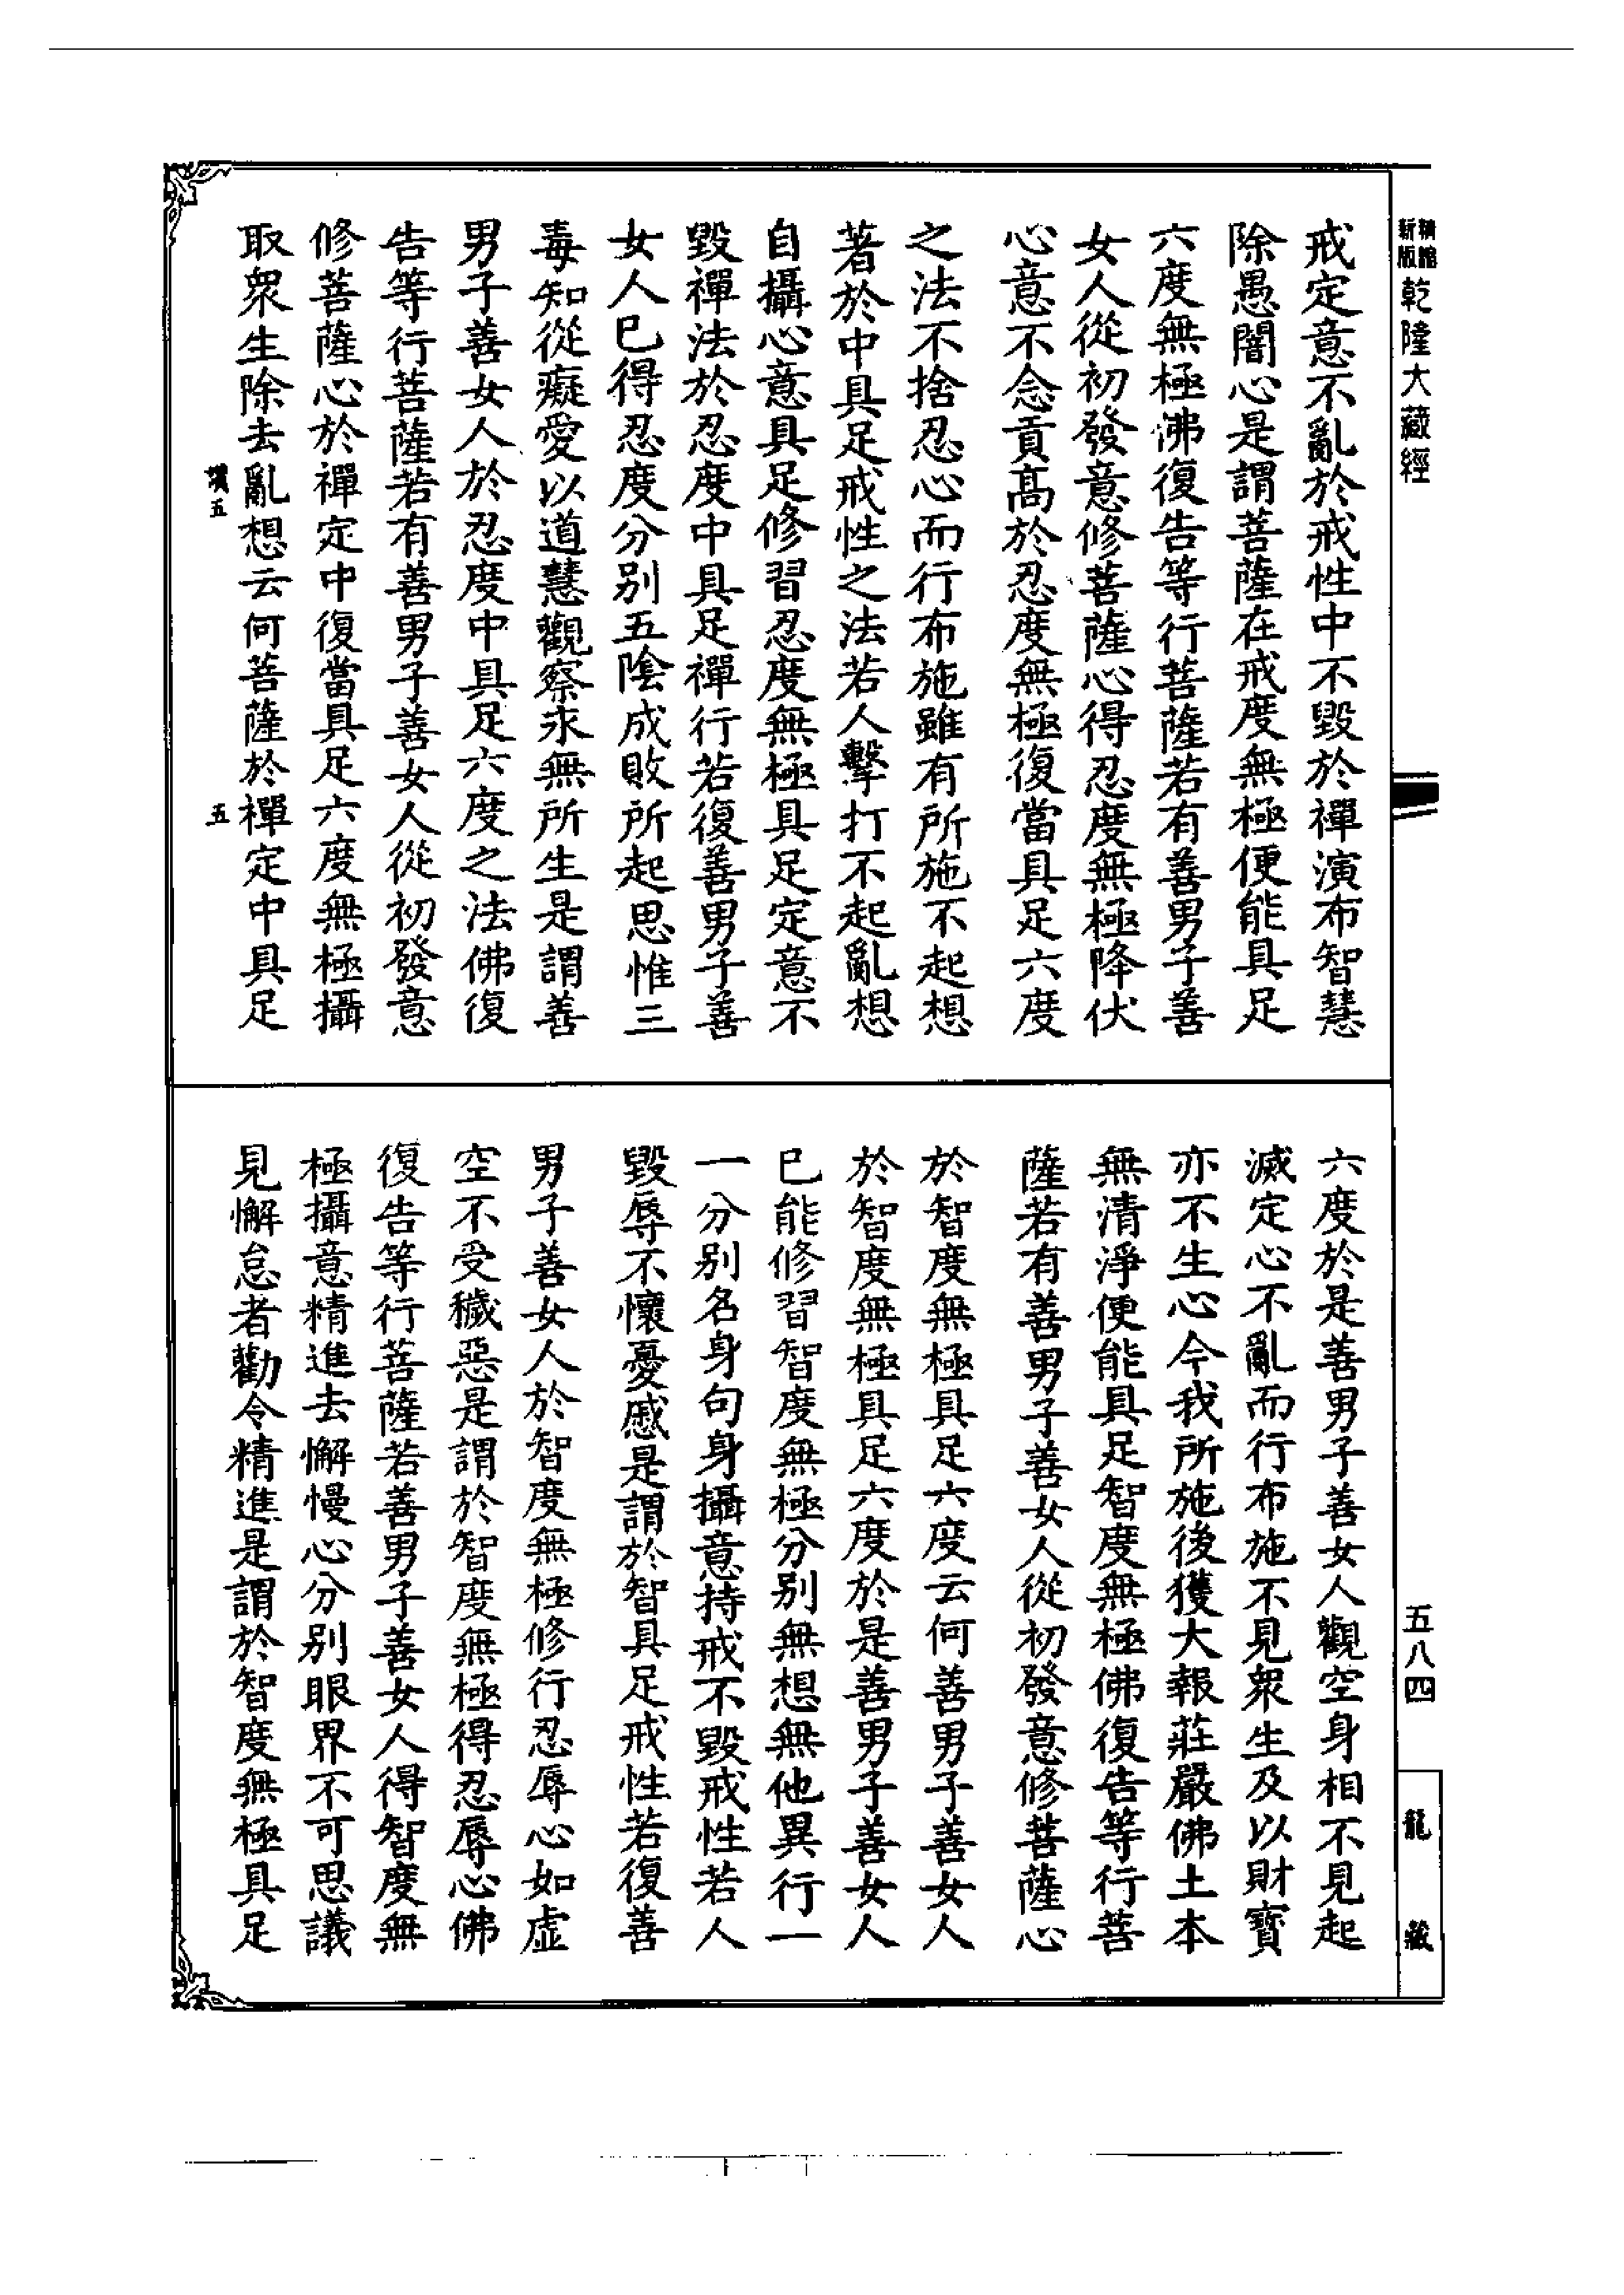 新版
精縮
乾隆大藏經
戒定意不亂於戒性中不毀於禪演布智慧
除愚闇心是謂菩薩在戒度無極便能具足
六度無極佛復告等行菩薩若有善男子善
女人從初發意修菩薩心得忍度無極降伏
心意不念貢高於忍度無極復當具足六度
之法不捨忍心而行布施雖有所施不起想
著於中具足戒性之法若人擊打不起亂想
自攝心意具足修習忍度無極具足定意不
毀禪法於忍度中具足禪行若復善男子善
女人已得忍度分別五陰成敗所起思惟三
毒知從癡愛以道慧觀察永無所生是謂善
男子善女人於忍度中具足六度之法佛復
告等行菩薩若有善男子善女人從初發意
修菩薩心於禪定中復當具足六度無極攝
取眾生除去亂想云何菩薩於禪定中具足
五
五
六度於是善男子善女人觀空身相不見起
滅定心不亂而行布施不見眾生及以財寶
亦不生心今我所施後獲大報莊嚴佛土本
無清淨便能具足智度無極佛復告等行菩
薩若有善男子善女人從初發意修菩薩心
於智度無極具足六度云何善男子善女人
於智度無極具足六度於是善男子善女人
已能修習智度無極分別無想無他異行一
一分別名身句身攝意持戒不毀戒性若人
毀辱不懷憂慼是謂於智具足戒性若復善
男子善女人於智度無極修行忍辱心如虛
空不受穢惡是謂於智度無極得忍辱心佛
復告等行菩薩若善男子善女人得智度無
極攝意精進去懈慢心分別眼界不可思議
見懈怠者勸令精進是謂於智度無極具足
五八四
龍藏